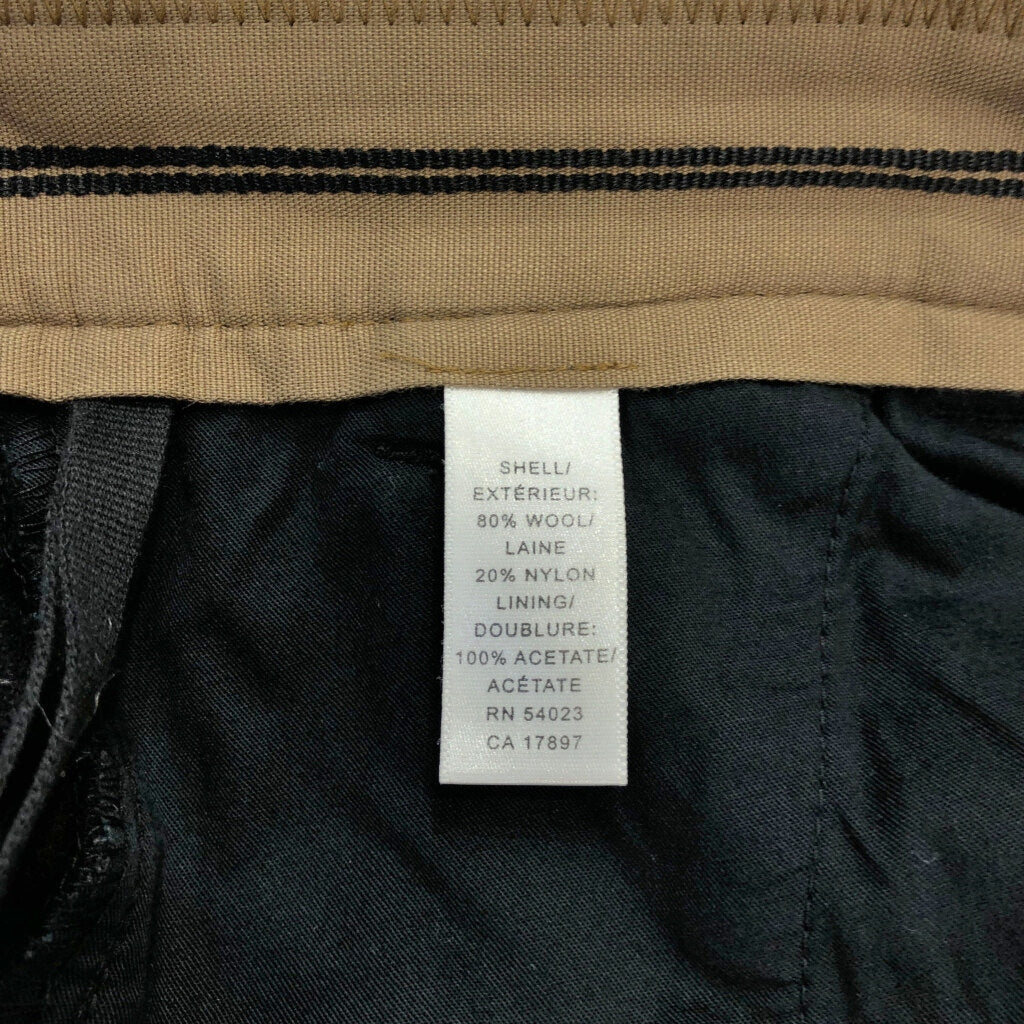 SHELL/
EXTÉRIEUR:
80% WOOL/
LAINE
20% NYLON
LINING/
DOUBLURE:
100% ACETATE/
ACÉTATE
RN 54023
CA 17897